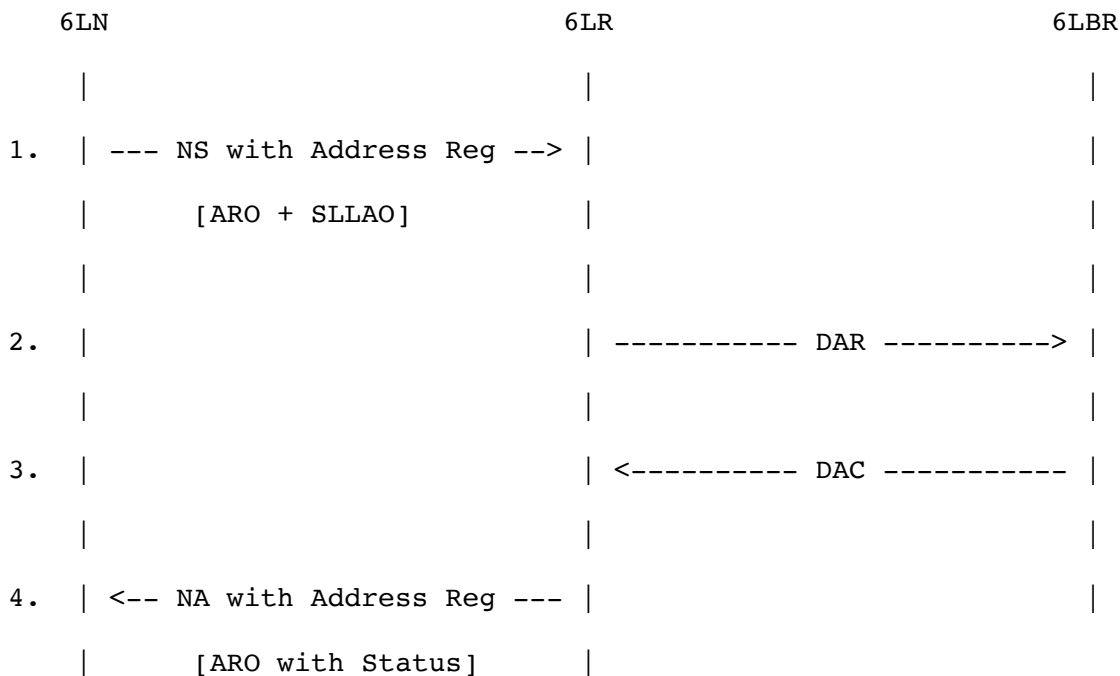 6LN 6LR 6LBR
| | |
1. | --- NS with Address Reg --> | |
| [ARO + SLLAO] | |
| | |
2. | | ----------- DAR ----------> |
| | |
3. | | <---------- DAC ----------- |
| | |
4. | <-- NA with Address Reg --- | |
| [ARO with Status] |